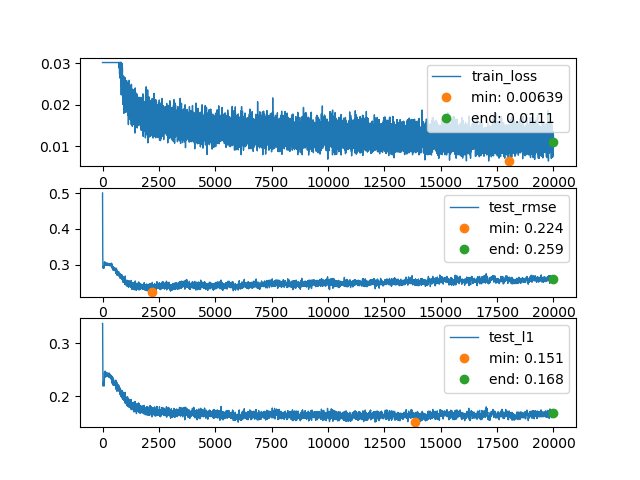 0.03
0.02
0.01
train_loss
min: 0.00639
end: 0.0111
0 2500 5000 7500 10000 12500 15000 17500 20000
0.5
0.4
0.3
test_rmse
min: 0.224
end: 0.259
0 2500 5000 7500 10000 12500 15000 17500 20000
0.3
0.2
test_l1
min: 0.151
end: 0.168
0 2500 5000 7500 10000 12500 15000 17500 20000